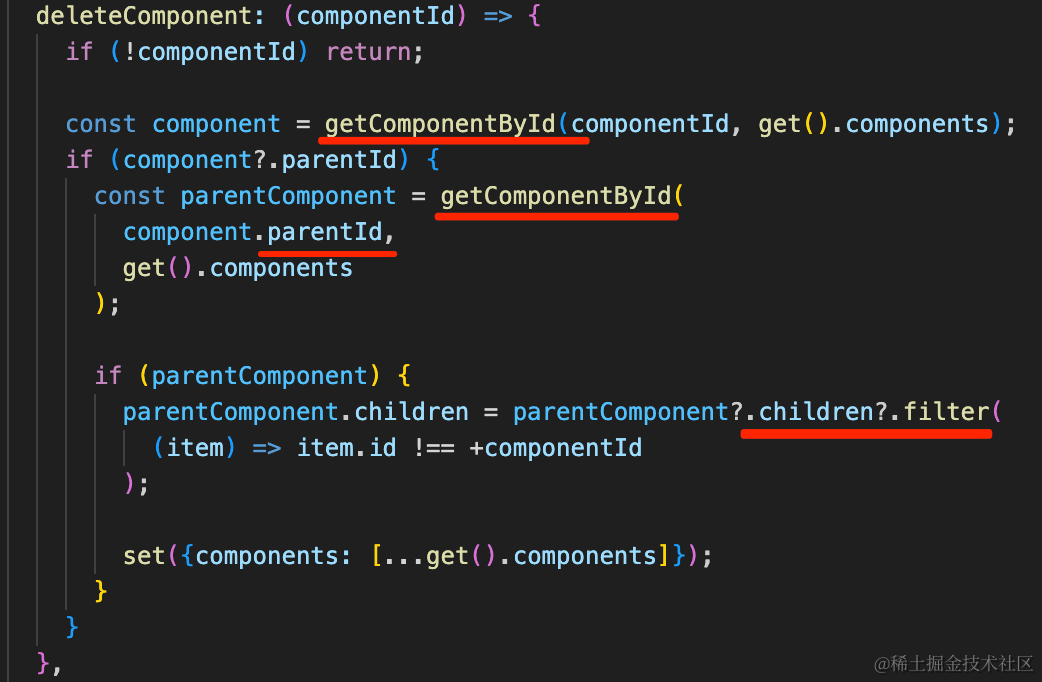 deleteComponent: (componentId) => {
if (!componentId) return;
const component = getComponentById(componentId, get().components);
if (component?.parentId) {
const parentComponent = getComponentById(
component.parentId,
get().components
);
if (parentComponent) {
parentComponent.children = parentComponent?.children?.filter(
(item) => item.id !== +componentId
);
set({components: [...get().components]});
}
}
},
@稀土掘金技术社区